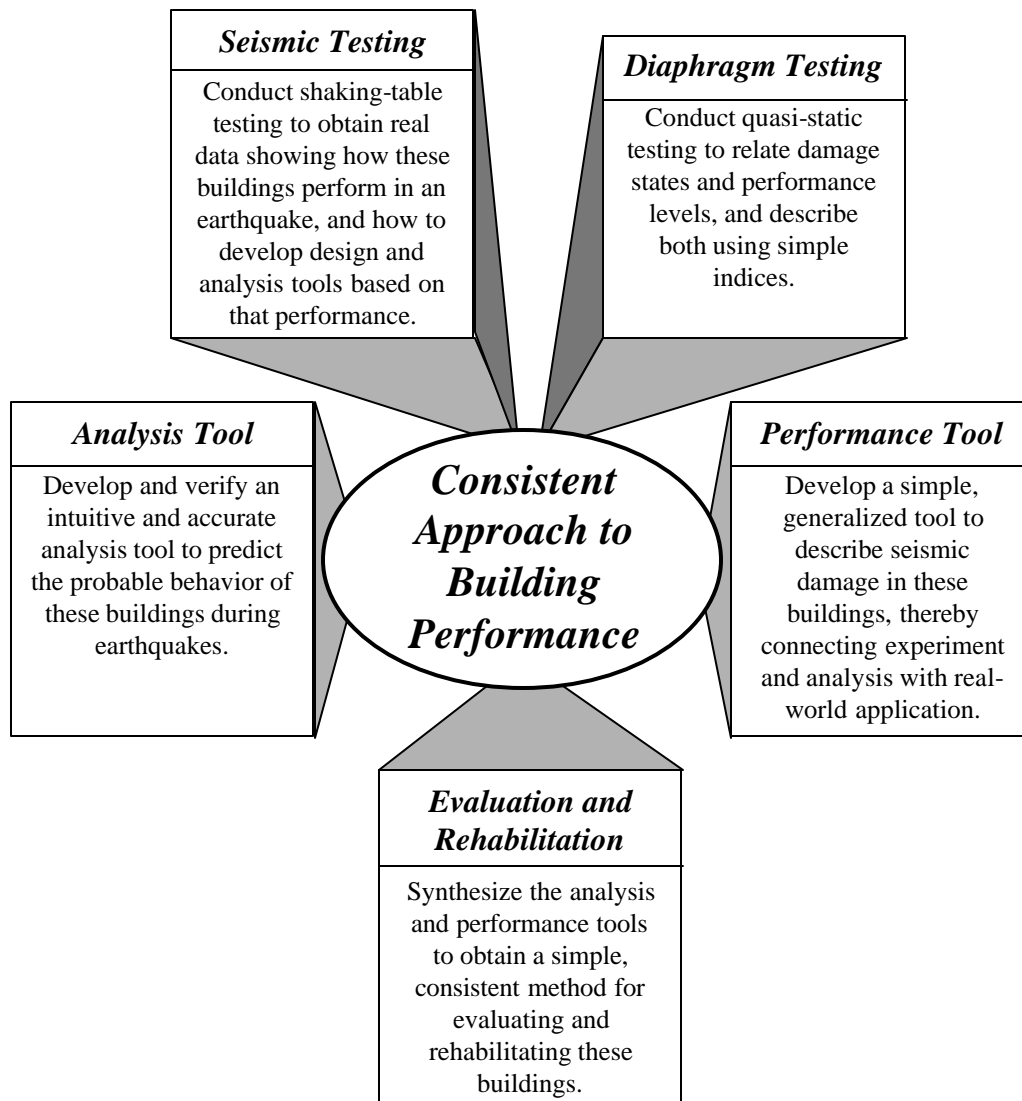 Seismic Testing
Conduct shaking-table
testing to obtain real
data showing how these
buildings perform in an
earthquake, and how to
develop design and
analysis tools based on
that performance.
Diaphragm Testing
Conduct quasi-static
testing to relate damage
states and performance
levels, and describe
both using simple
indices.
Analysis Tool
Develop and verify an
intuitive and accurate
analysis tool to predict
the probable behavior of
these buildings during
earthquakes.
Consistent
Approach to
Building
Performance
Performance Tool
Develop a simple,
generalized tool to
describe seismic
damage in these
buildings, thereby
connecting experiment
and analysis with real-
world application.
Evaluation and
Rehabilitation
Synthesize the analysis
and performance tools
to obtain a simple,
consistent method for
evaluating and
rehabilitating these
buildings.